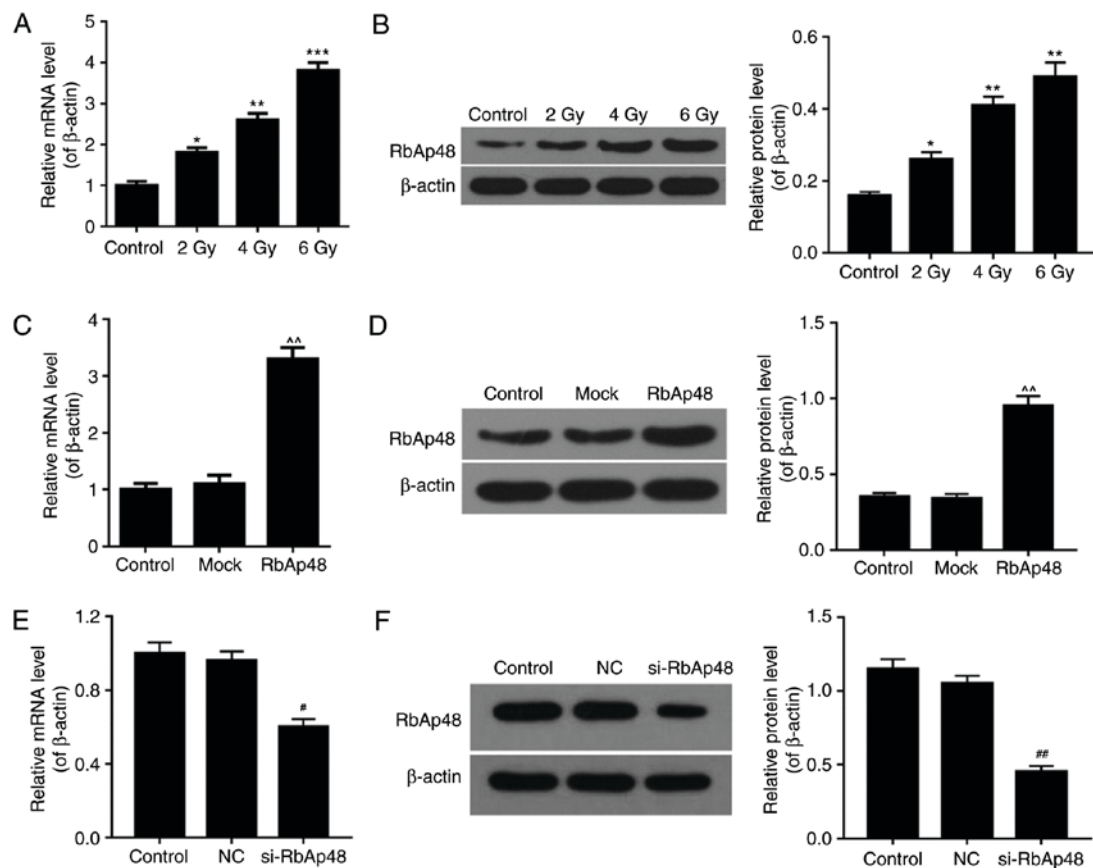 A
Relative mRNA level
(of β-actin)
5
4
3
2
1
0
*
**
***
Control 2 Gy 4 Gy 6 Gy
B
Control 2 Gy 4 Gy 6 Gy
RbAp48
β-actin
Relative protein level
(of β-actin)
0.6
0.4
0.2
0.0
*
**
**
Control 2 Gy 4 Gy 6 Gy
C
Relative mRNA level
(of β-actin)
4
3
2
1
0
^^
Control Mock RbAp48
D
Control Mock RbAp48
RbAp48
β-actin
Relative protein level
(of β-actin)
1.5
1.0
0.5
0.0
^^
Control Mock RbAp48
E
Relative mRNA level
(of β-actin)
1.2
0.8
0.4
0.0
#
Control NC si-RbAp48
F
Control NC si-RbAp48
RbAp48
β-actin
Relative protein level
(of β-actin)
1.5
1.0
0.5
0.0
##
Control NC si-RbAp48